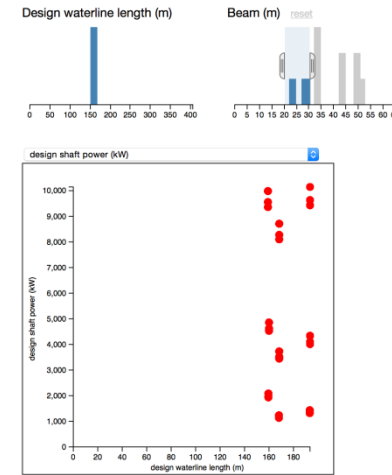 Design waterline length (m)
Beam (m) reset
0 50 100 150 200 250 300 350 400
0 5 10 15 20 25 30 35 40 45 50 55 60
design shaft power (kW)
10,000
9,000
8,000
7,000
6,000
5,000
4,000
3,000
2,000
1,000
0
design shaft power (kW)
0 20 40 60 80 100 120 140 160 180
design waterline length (m)